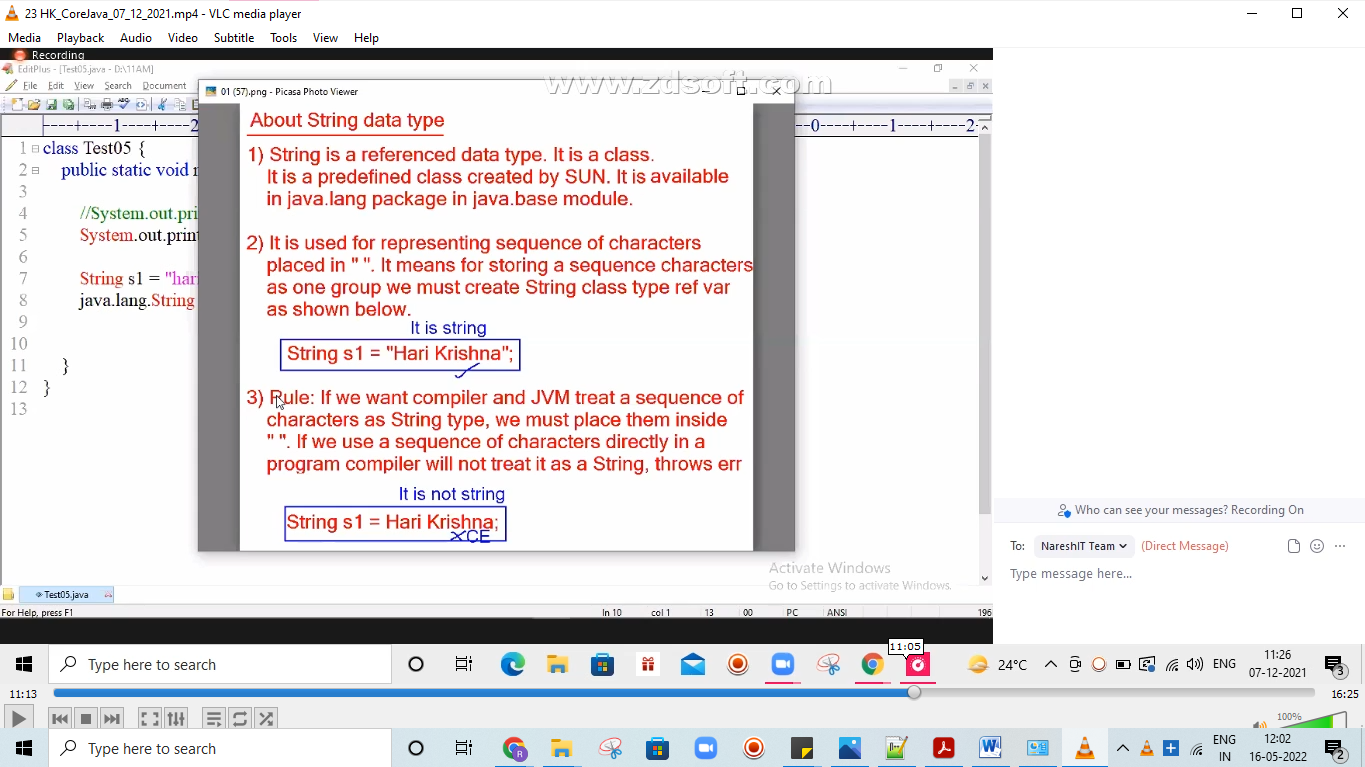 23 HK_CoreJava_07_12_2021.mp4 - VLC media player
Media Playback Audio Video Subtitle Tools View Help
Recording
EditPlus - [Test05.java - D:\11AM]
File Edit View Search Document
www.zdsoft.com
01 (57).png - Picasa Photo Viewer
----+----1----+----2
-0----+----1----+----2-
About String data type
1) String is a referenced data type. It is a class.
It is a predefined class created by SUN. It is available
in java.lang package in java.base module.
2) It is used for representing sequence of characters
placed in " ". It means for storing a sequence characters
as one group we must create String class type ref var
as shown below.
It is string
String s1 = "Hari Krishna";
3) Rule: If we want compiler and JVM treat a sequence of
characters as String type, we must place them inside
" ". If we use a sequence of characters directly in a
program compiler will not treat it as a String, throws err
It is not string
String s1 = Hari Krishna;
CE
1 class Test05 {
2 public static void
3
4 //System.out.pri
5 System.out.print
6
7 String s1 = "hari
8 java.lang.String
9
10
11 }
12 }
13
Activate Windows
Go to Settings to activate Windows.
Test05.java
For Help, press F1
ln 10 col 1 13 00 PC ANSI 196
Who can see your messages? Recording On
To: NareshIT Team (Direct Message)
Type message here...
Type here to search
11:05
24°C
ENG
11:26
07-12-2021
3
11:13
16:25
100%
Type here to search
ENG
IN
12:02
16-05-2022
2